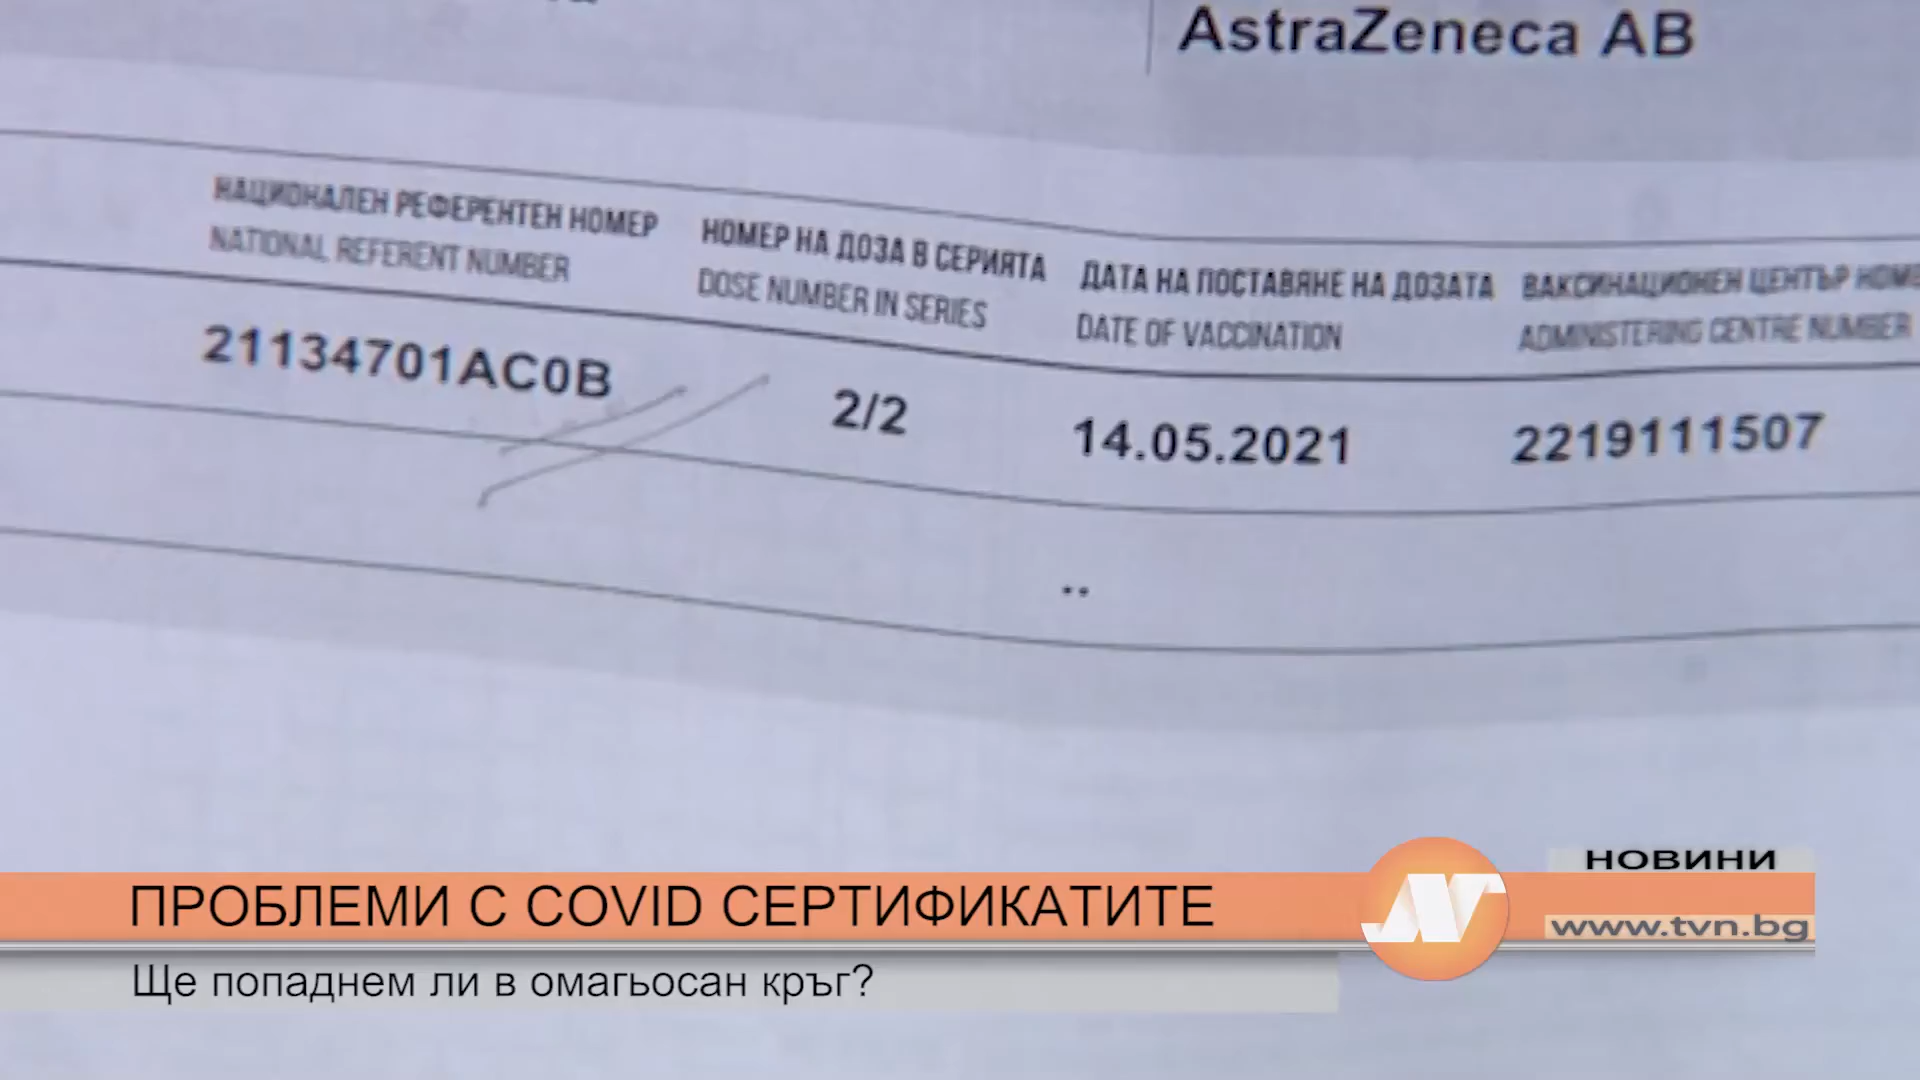 AstraZeneca AB
НАЦИОНАЛЕН РЕФЕРЕНТЕН НОМЕР
NATIONAL REFERENT NUMBER
НОМЕР НА ДОЗА В СЕРИЯТА
DOSE NUMBER IN SERIES
ДАТА НА ПОСТАВЯНЕ НА ДОЗАТА
DATE OF VACCINATION
ВАКСИНАЦИОНЕН ЦЕНТЪР
ADMINISTERING CENTRE NUMBER
21134701AC0B
2/2
14.05.2021
2219111507
..
НОВИНИ
ПРОБЛЕМИ С COVID СЕРТИФИКАТИТЕ
www.tvn.bg
Ще попаднем ли в омагьосан кръг?